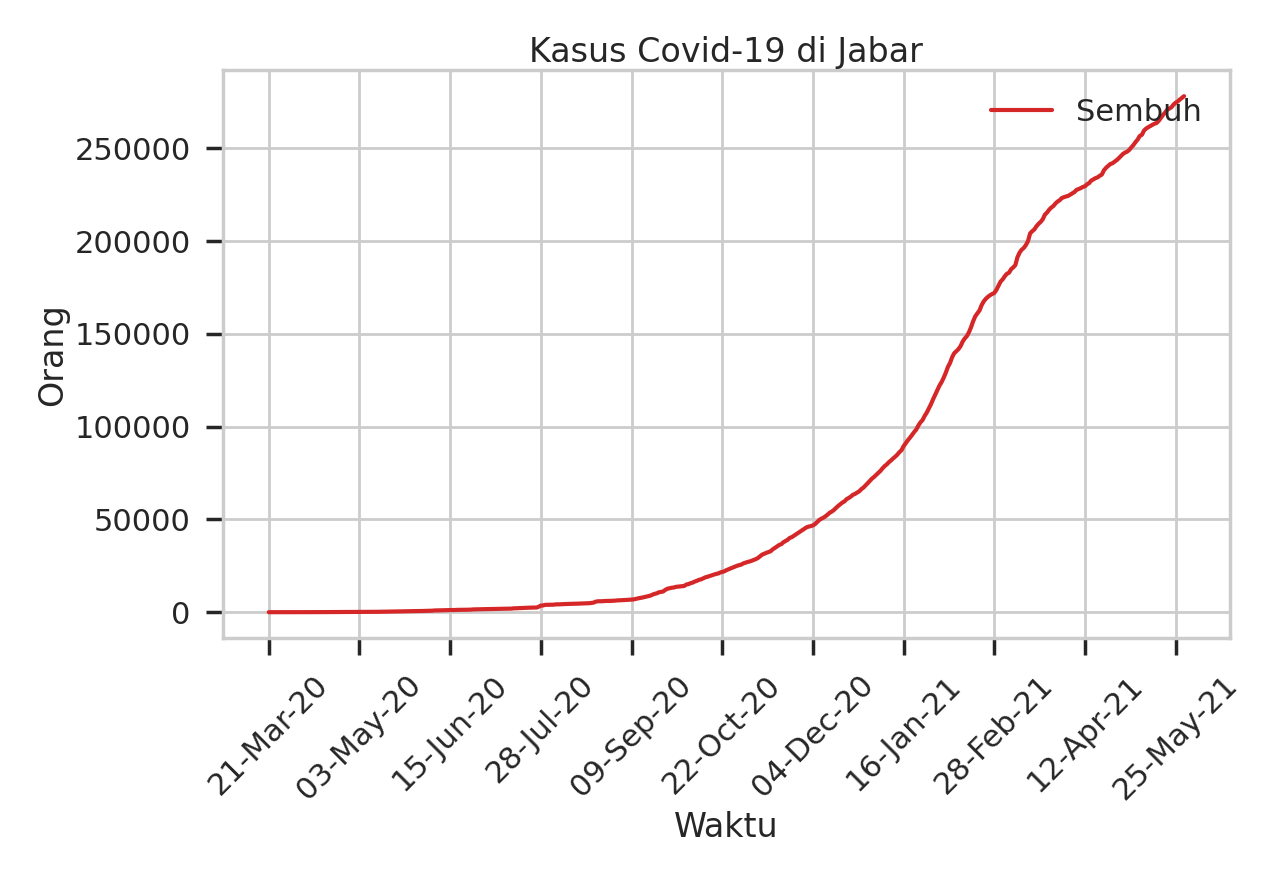 Kasus Covid-19 di Jabar
Sembuh
Orang
250000
200000
150000
100000
50000
0
21-Mar-20
03-May-20
15-Jun-20
28-Jul-20
09-Sep-20
22-Oct-20
04-Dec-20
16-Jan-21
28-Feb-21
12-Apr-21
25-May-21
Waktu